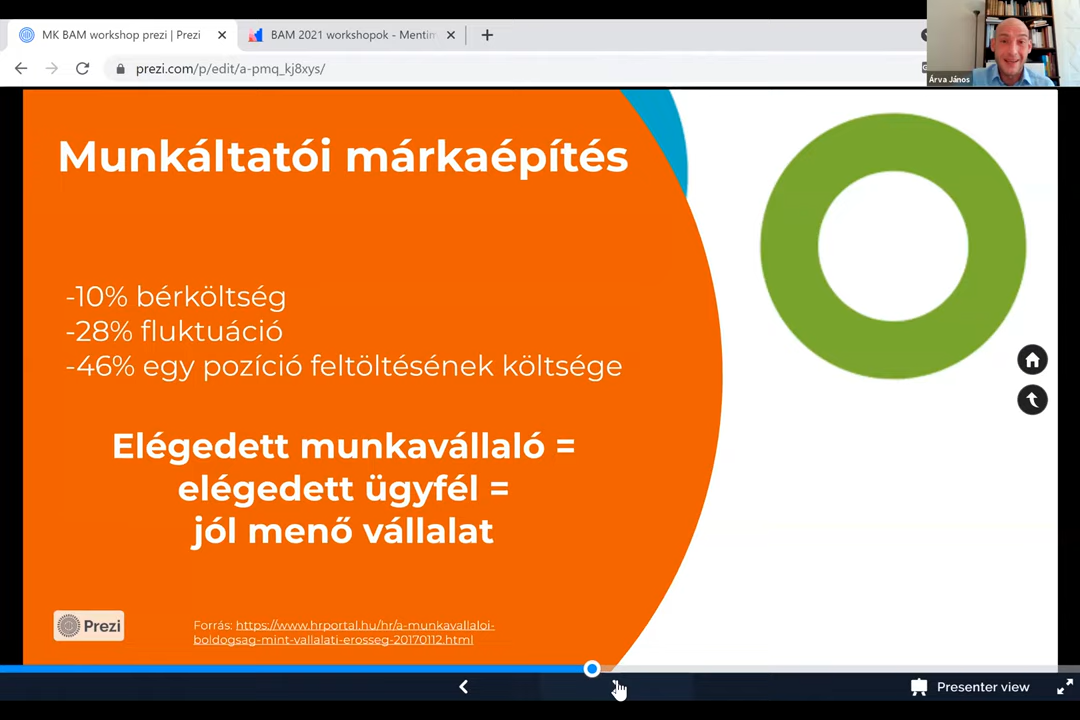 MK BAM workshop prezi | Prezi
BAM 2021 workshopok - Mentim
prezi.com/p/edit/a-pmq_kj8xys/
Árva János
Munkáltatói márkaépítés
-10% bérköltség
-28% fluktuáció
-46% egy pozíció feltöltésének költsége
Elégedett munkavállaló =
elégedett ügyfél =
jól menő vállalat
Prezi
Forrás: https://www.hrportal.hu/hr/a-munkavallaloi-
boldogsag-mint-vallalati-erosseg-20170112.html
Presenter view